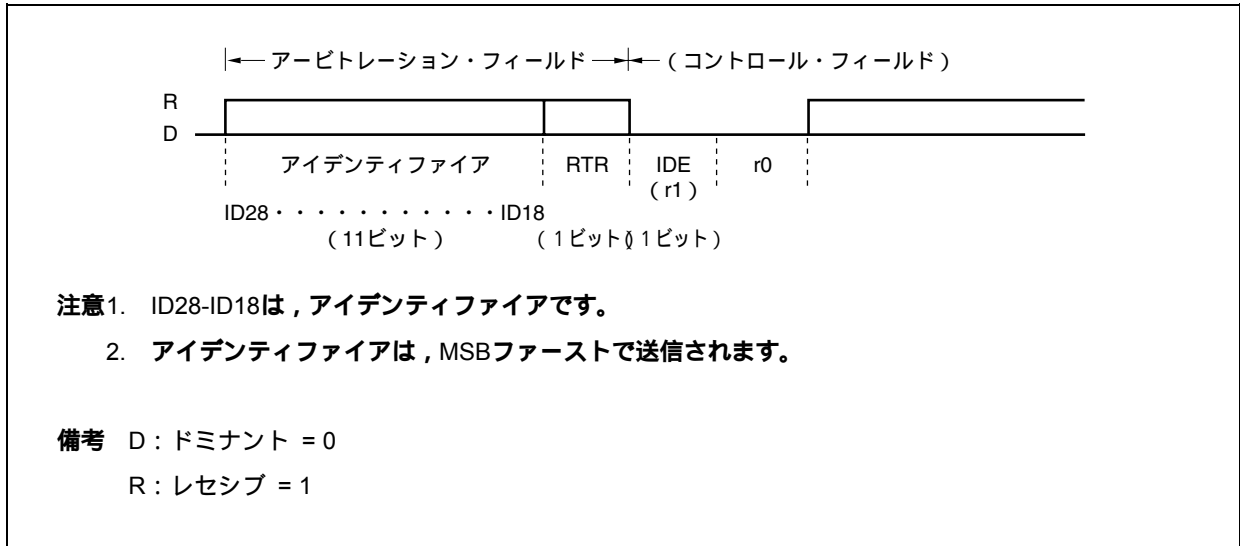 アービトレーション・フィールド （コントロール・フィールド）
R
D
アイデンティファイア RTR IDE r0
（r1）
ID28・・・・・・・・・・・ID18
（11ビット） （1ビット）（1ビット）
注意1. ID28-ID18は，アイデンティファイアです。
2. アイデンティファイアは，MSBファーストで送信されます。
備考 D：ドミナント = 0
R：レセシブ = 1